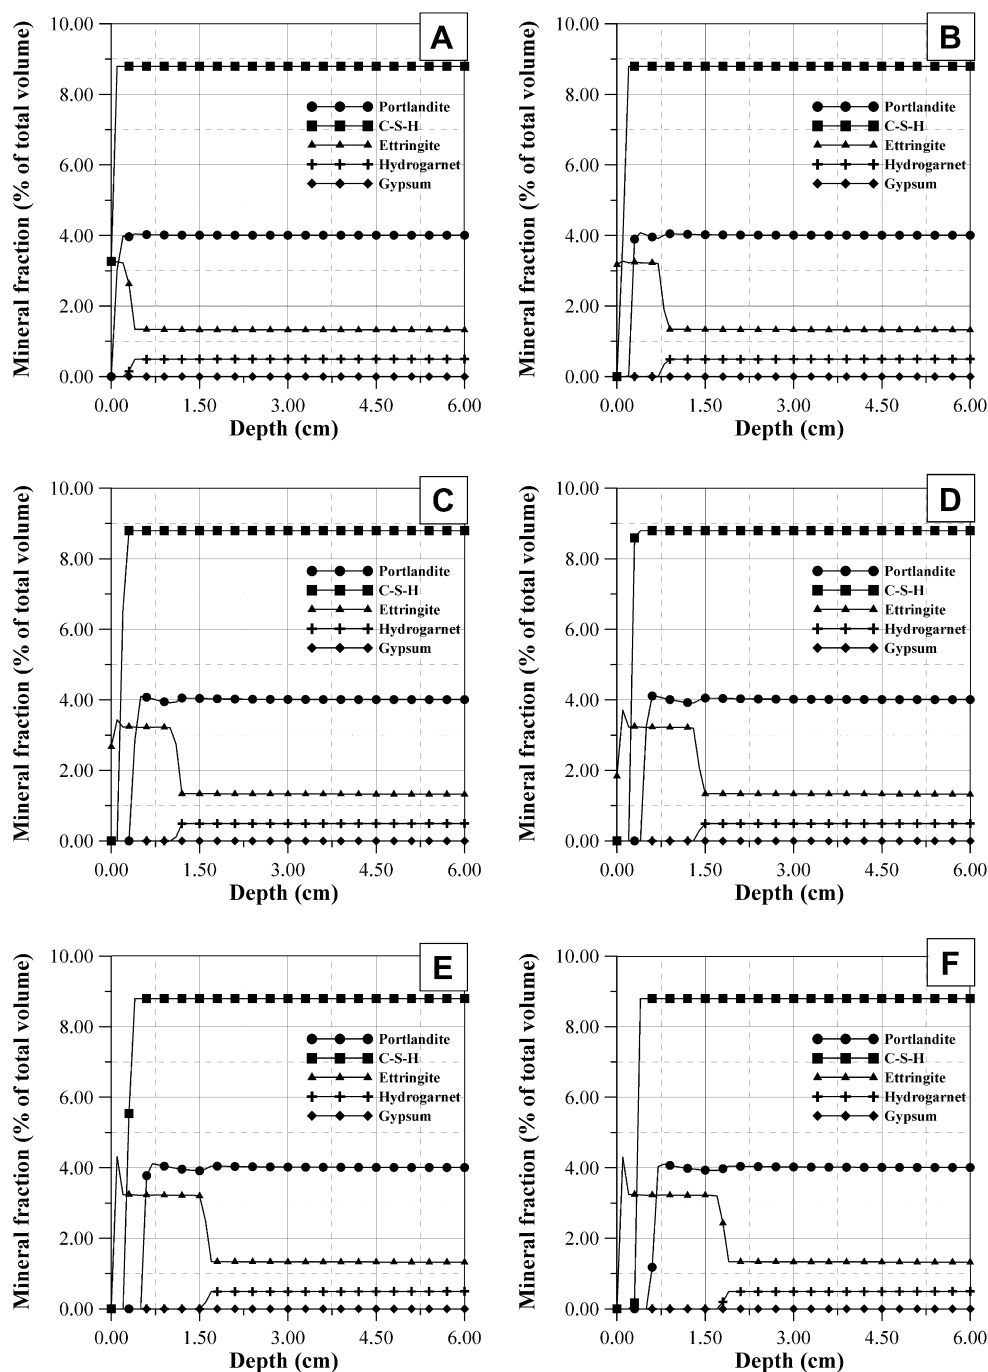 A
Mineral fraction (% of total volume)
10.00
8.00
6.00
4.00
2.00
0.00
Portlandite
C-S-H
Ettringite
Hydrogarnet
Gypsum
0.00 1.50 3.00 4.50 6.00
Depth (cm)
B
Mineral fraction (% of total volume)
10.00
8.00
6.00
4.00
2.00
0.00
Portlandite
C-S-H
Ettringite
Hydrogarnet
Gypsum
0.00 1.50 3.00 4.50 6.00
Depth (cm)
C
Mineral fraction (% of total volume)
10.00
8.00
6.00
4.00
2.00
0.00
Portlandite
C-S-H
Ettringite
Hydrogarnet
Gypsum
0.00 1.50 3.00 4.50 6.00
Depth (cm)
D
Mineral fraction (% of total volume)
10.00
8.00
6.00
4.00
2.00
0.00
Portlandite
C-S-H
Ettringite
Hydrogarnet
Gypsum
0.00 1.50 3.00 4.50 6.00
Depth (cm)
E
Mineral fraction (% of total volume)
10.00
8.00
6.00
4.00
2.00
0.00
Portlandite
C-S-H
Ettringite
Hydrogarnet
Gypsum
0.00 1.50 3.00 4.50 6.00
Depth (cm)
F
Mineral fraction (% of total volume)
10.00
8.00
6.00
4.00
2.00
0.00
Portlandite
C-S-H
Ettringite
Hydrogarnet
Gypsum
0.00 1.50 3.00 4.50 6.00
Depth (cm)